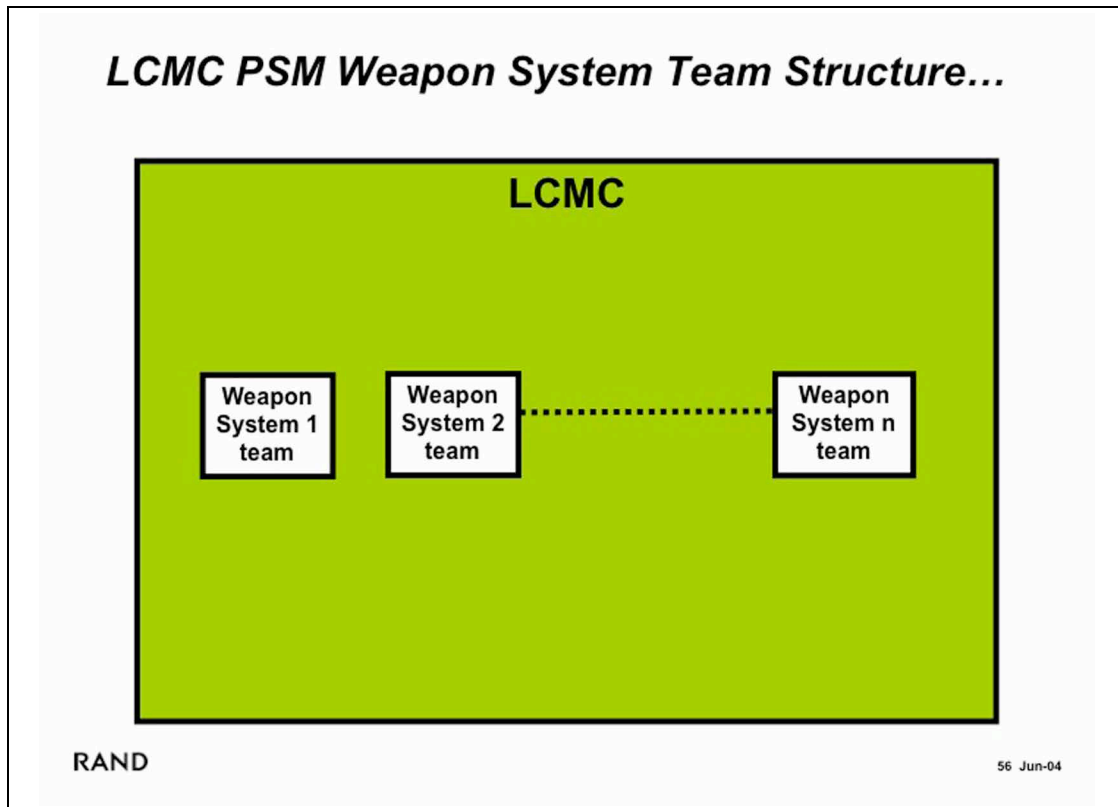 LCMC PSM Weapon System Team Structure...
LCMC
Weapon
System 1
team
Weapon
System 2
team
Weapon
System n
team
RAND
56 Jun-04